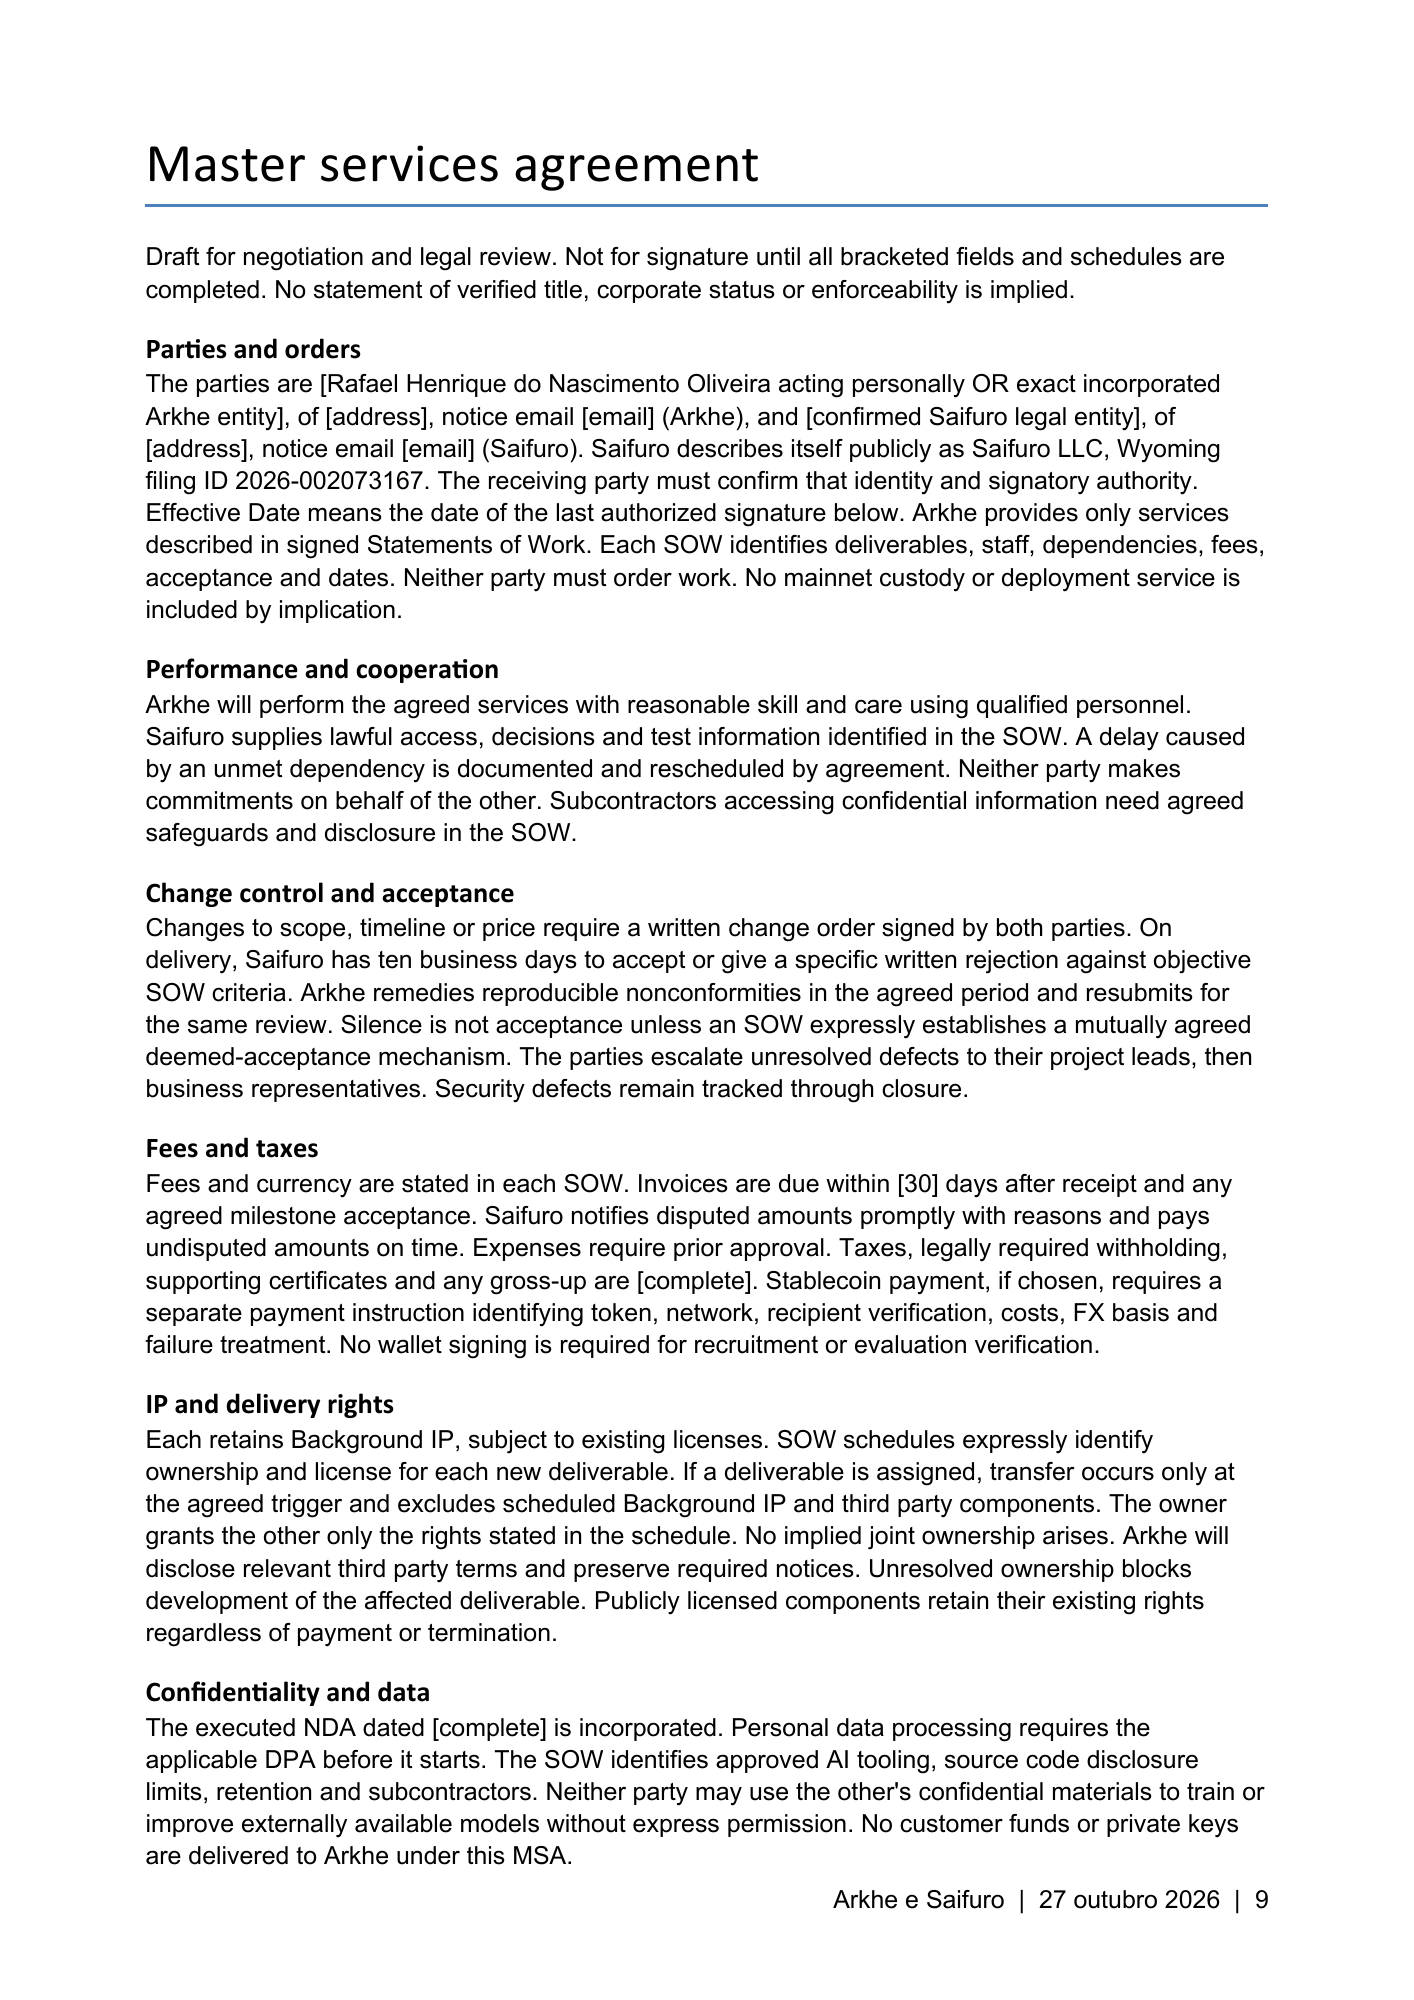 Master services agreement
Draft for negotiation and legal review. Not for signature until all bracketed fields and schedules are
completed. No statement of verified title, corporate status or enforceability is implied.
Parties and orders
The parties are [Rafael Henrique do Nascimento Oliveira acting personally OR exact incorporated
Arkhe entity], of [address], notice email [email] (Arkhe), and [confirmed Saifuro legal entity], of
[address], notice email [email] (Saifuro). Saifuro describes itself publicly as Saifuro LLC, Wyoming
filing ID 2026-002073167. The receiving party must confirm that identity and signatory authority.
Effective Date means the date of the last authorized signature below. Arkhe provides only services
described in signed Statements of Work. Each SOW identifies deliverables, staff, dependencies, fees,
acceptance and dates. Neither party must order work. No mainnet custody or deployment service is
included by implication.
Performance and cooperation
Arkhe will perform the agreed services with reasonable skill and care using qualified personnel.
Saifuro supplies lawful access, decisions and test information identified in the SOW. A delay caused
by an unmet dependency is documented and rescheduled by agreement. Neither party makes
commitments on behalf of the other. Subcontractors accessing confidential information need agreed
safeguards and disclosure in the SOW.
Change control and acceptance
Changes to scope, timeline or price require a written change order signed by both parties. On
delivery, Saifuro has ten business days to accept or give a specific written rejection against objective
SOW criteria. Arkhe remedies reproducible nonconformities in the agreed period and resubmits for
the same review. Silence is not acceptance unless an SOW expressly establishes a mutually agreed
deemed-acceptance mechanism. The parties escalate unresolved defects to their project leads, then
business representatives. Security defects remain tracked through closure.
Fees and taxes
Fees and currency are stated in each SOW. Invoices are due within [30] days after receipt and any
agreed milestone acceptance. Saifuro notifies disputed amounts promptly with reasons and pays
undisputed amounts on time. Expenses require prior approval. Taxes, legally required withholding,
supporting certificates and any gross-up are [complete]. Stablecoin payment, if chosen, requires a
separate payment instruction identifying token, network, recipient verification, costs, FX basis and
failure treatment. No wallet signing is required for recruitment or evaluation verification.
IP and delivery rights
Each retains Background IP, subject to existing licenses. SOW schedules expressly identify
ownership and license for each new deliverable. If a deliverable is assigned, transfer occurs only at
the agreed trigger and excludes scheduled Background IP and third party components. The owner
grants the other only the rights stated in the schedule. No implied joint ownership arises. Arkhe will
disclose relevant third party terms and preserve required notices. Unresolved ownership blocks
development of the affected deliverable. Publicly licensed components retain their existing rights
regardless of payment or termination.
Confidentiality and data
The executed NDA dated [complete] is incorporated. Personal data processing requires the
applicable DPA before it starts. The SOW identifies approved AI tooling, source code disclosure
limits, retention and subcontractors. Neither party may use the other's confidential materials to train or
improve externally available models without express permission. No customer funds or private keys
are delivered to Arkhe under this MSA.
Arkhe e Saifuro | 27 outubro 2026 | 9